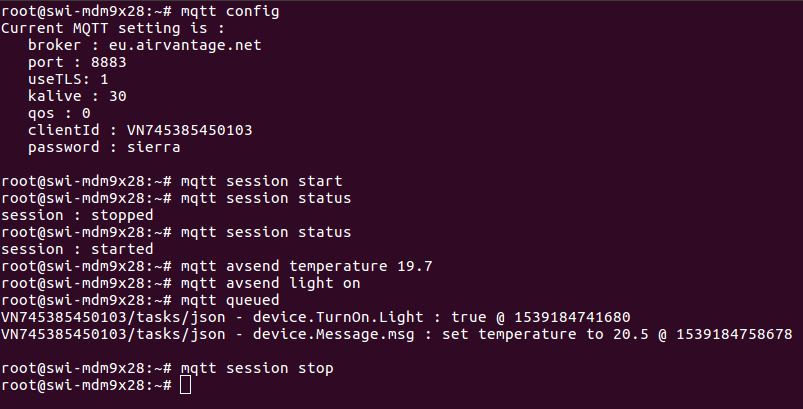 root@swi-mdm9x28:~# mqtt config
Current MQTT setting is :
broker : eu.airvantage.net
port : 8883
useTLS: 1
kalive : 30
qos : 0
clientId : VN745385450103
password : sierra
root@swi-mdm9x28:~# mqtt session start
root@swi-mdm9x28:~# mqtt session status
session : stopped
root@swi-mdm9x28:~# mqtt session status
session : started
root@swi-mdm9x28:~# mqtt avsend temperature 19.7
root@swi-mdm9x28:~# mqtt avsend light on
root@swi-mdm9x28:~# mqtt queued
VN745385450103/tasks/json - device.TurnOn.Light : true @ 1539184741680
VN745385450103/tasks/json - device.Message.msg : set temperature to 20.5 @ 1539184758678
root@swi-mdm9x28:~# mqtt session stop
root@swi-mdm9x28:~#